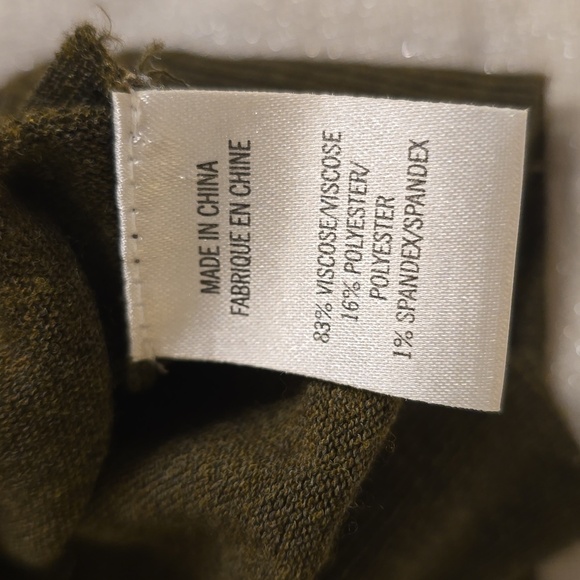 MADE IN CHINA
FABRIQUE EN CHINE
83% VISCOSE/VISCOSE
16% POLYESTER/
POLYESTER
1% SPANDEX/SPANDEX